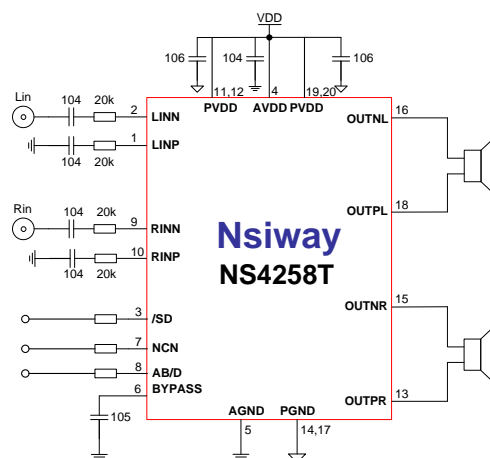 VDD
106 104 106
11,12 4 19,20
PVDD AVDD PVDD
Lin 104 20k 2 LINN OUTNL 16
104 20k 1 LINP
OUTPL 18
Rin 104 20k 9 RINN
104 20k 10 RINP
Nsiway
NS4258T
OUTNR 15
3 /SD
7 NCN
8 AB/D
6 BYPASS
OUTPR 13
105
AGND PGND
5 14,17